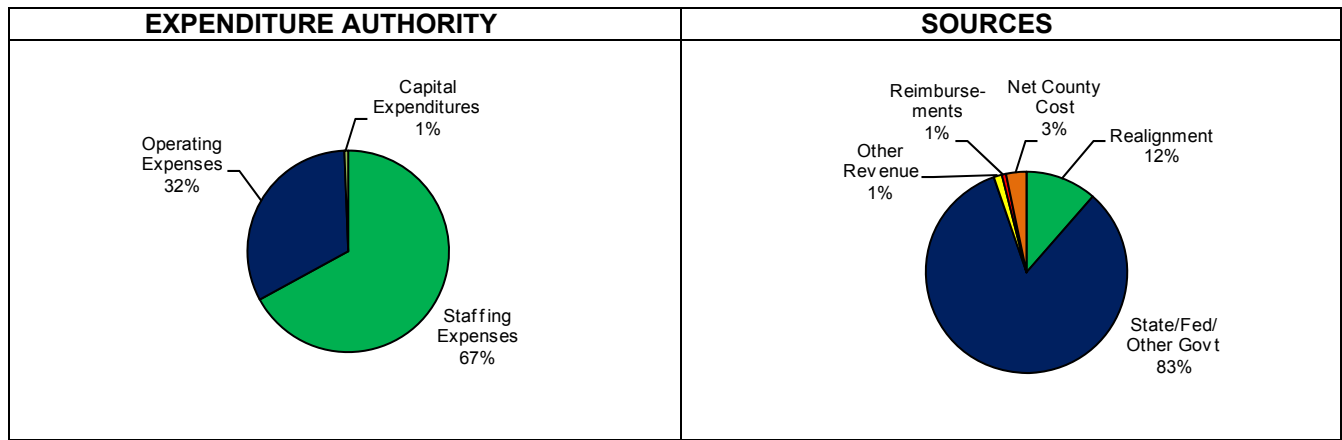 EXPENDITURE AUTHORITY
Capital
Expenditures
1%
Operating
Expenses
32%
Staffing
Expenses
67%
SOURCES
Reimburse-
ments
1%
Net County
Cost
3%
Realignment
12%
Other
Revenue
1%
State/Fed/
Other Govt
83%